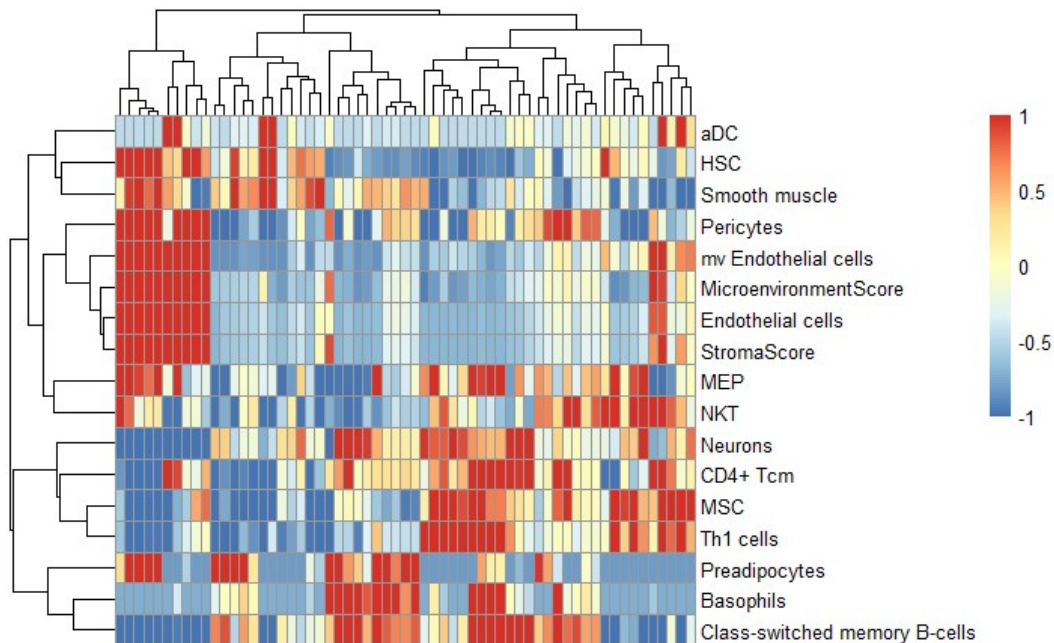 aDC
HSC
Smooth muscle
Pericytes
mv Endothelial cells
MicroenvironmentScore
Endothelial cells
StromaScore
MEP
NKT
Neurons
CD4+ Tcm
MSC
Th1 cells
Preadipocytes
Basophils
Class-switched memory B-cells
1
0.5
0
-0.5
-1